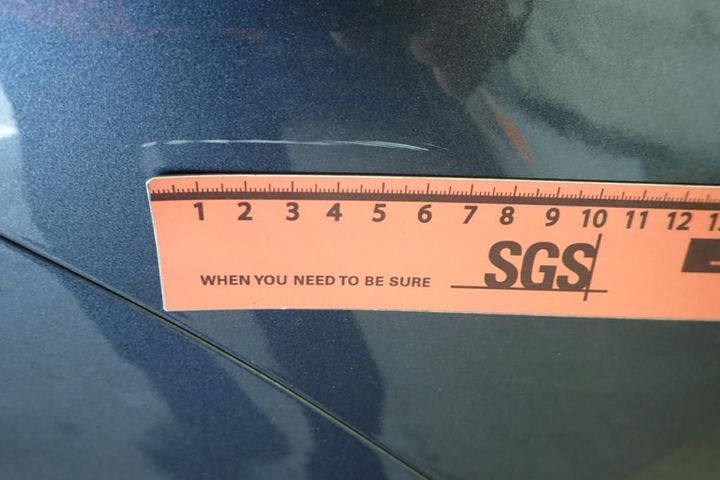 1 2 3 4 5 6 7 8 9 10 11 12
WHEN YOU NEED TO BE SURE SGS